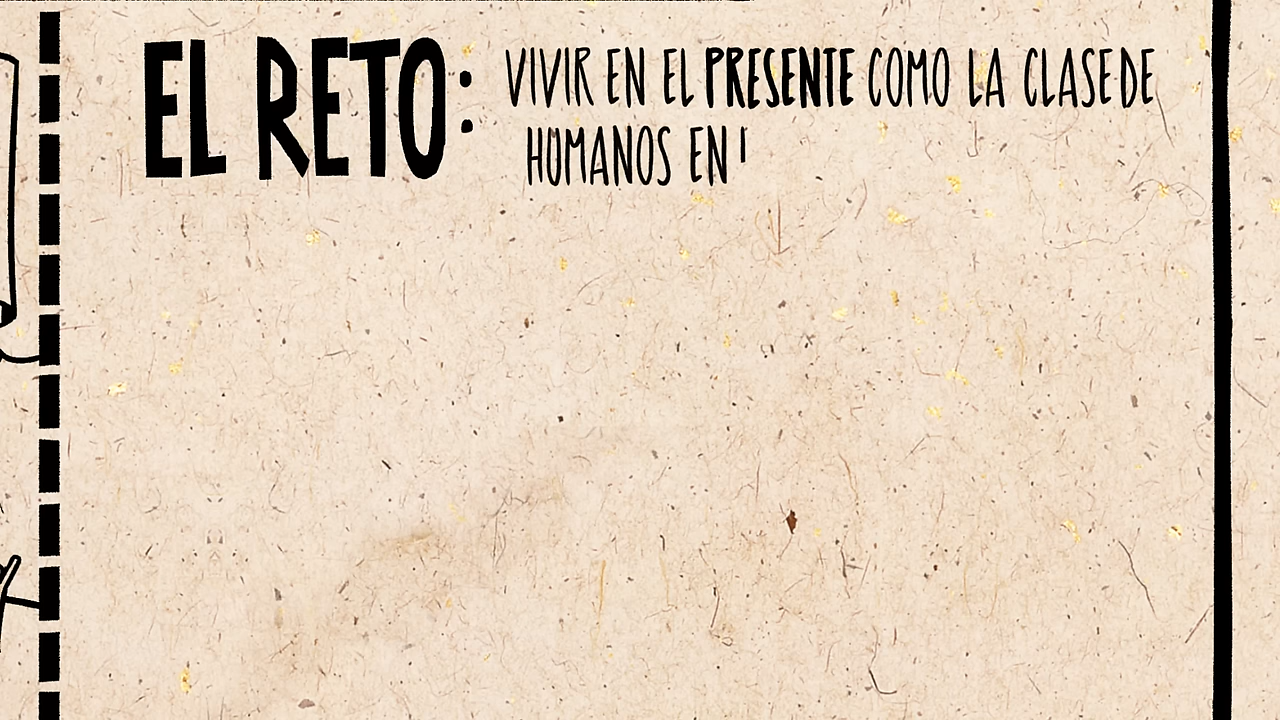 EL RETO: VIVIR EN EL PRESENTE COMO LA CLASE DE
HUMANOS EN